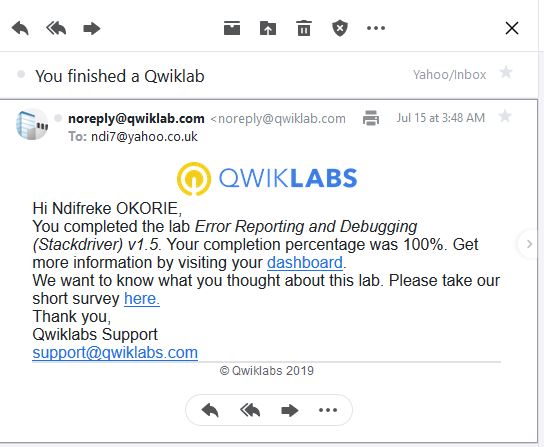 You finished a Qwiklab
Yahoo/Inbox
noreply@qwiklab.com <noreply@qwiklab.com
Jul 15 at 3:48 AM
To: ndi7@yahoo.co.uk
QWIKLABS
Hi Ndifreke OKORIE,
You completed the lab Error Reporting and Debugging
(Stackdriver) v1.5. Your completion percentage was 100%. Get
more information by visiting your dashboard.
We want to know what you thought about this lab. Please take our
short survey here.
Thank you,
Qwiklabs Support
support@qwiklabs.com
© Qwiklabs 2019